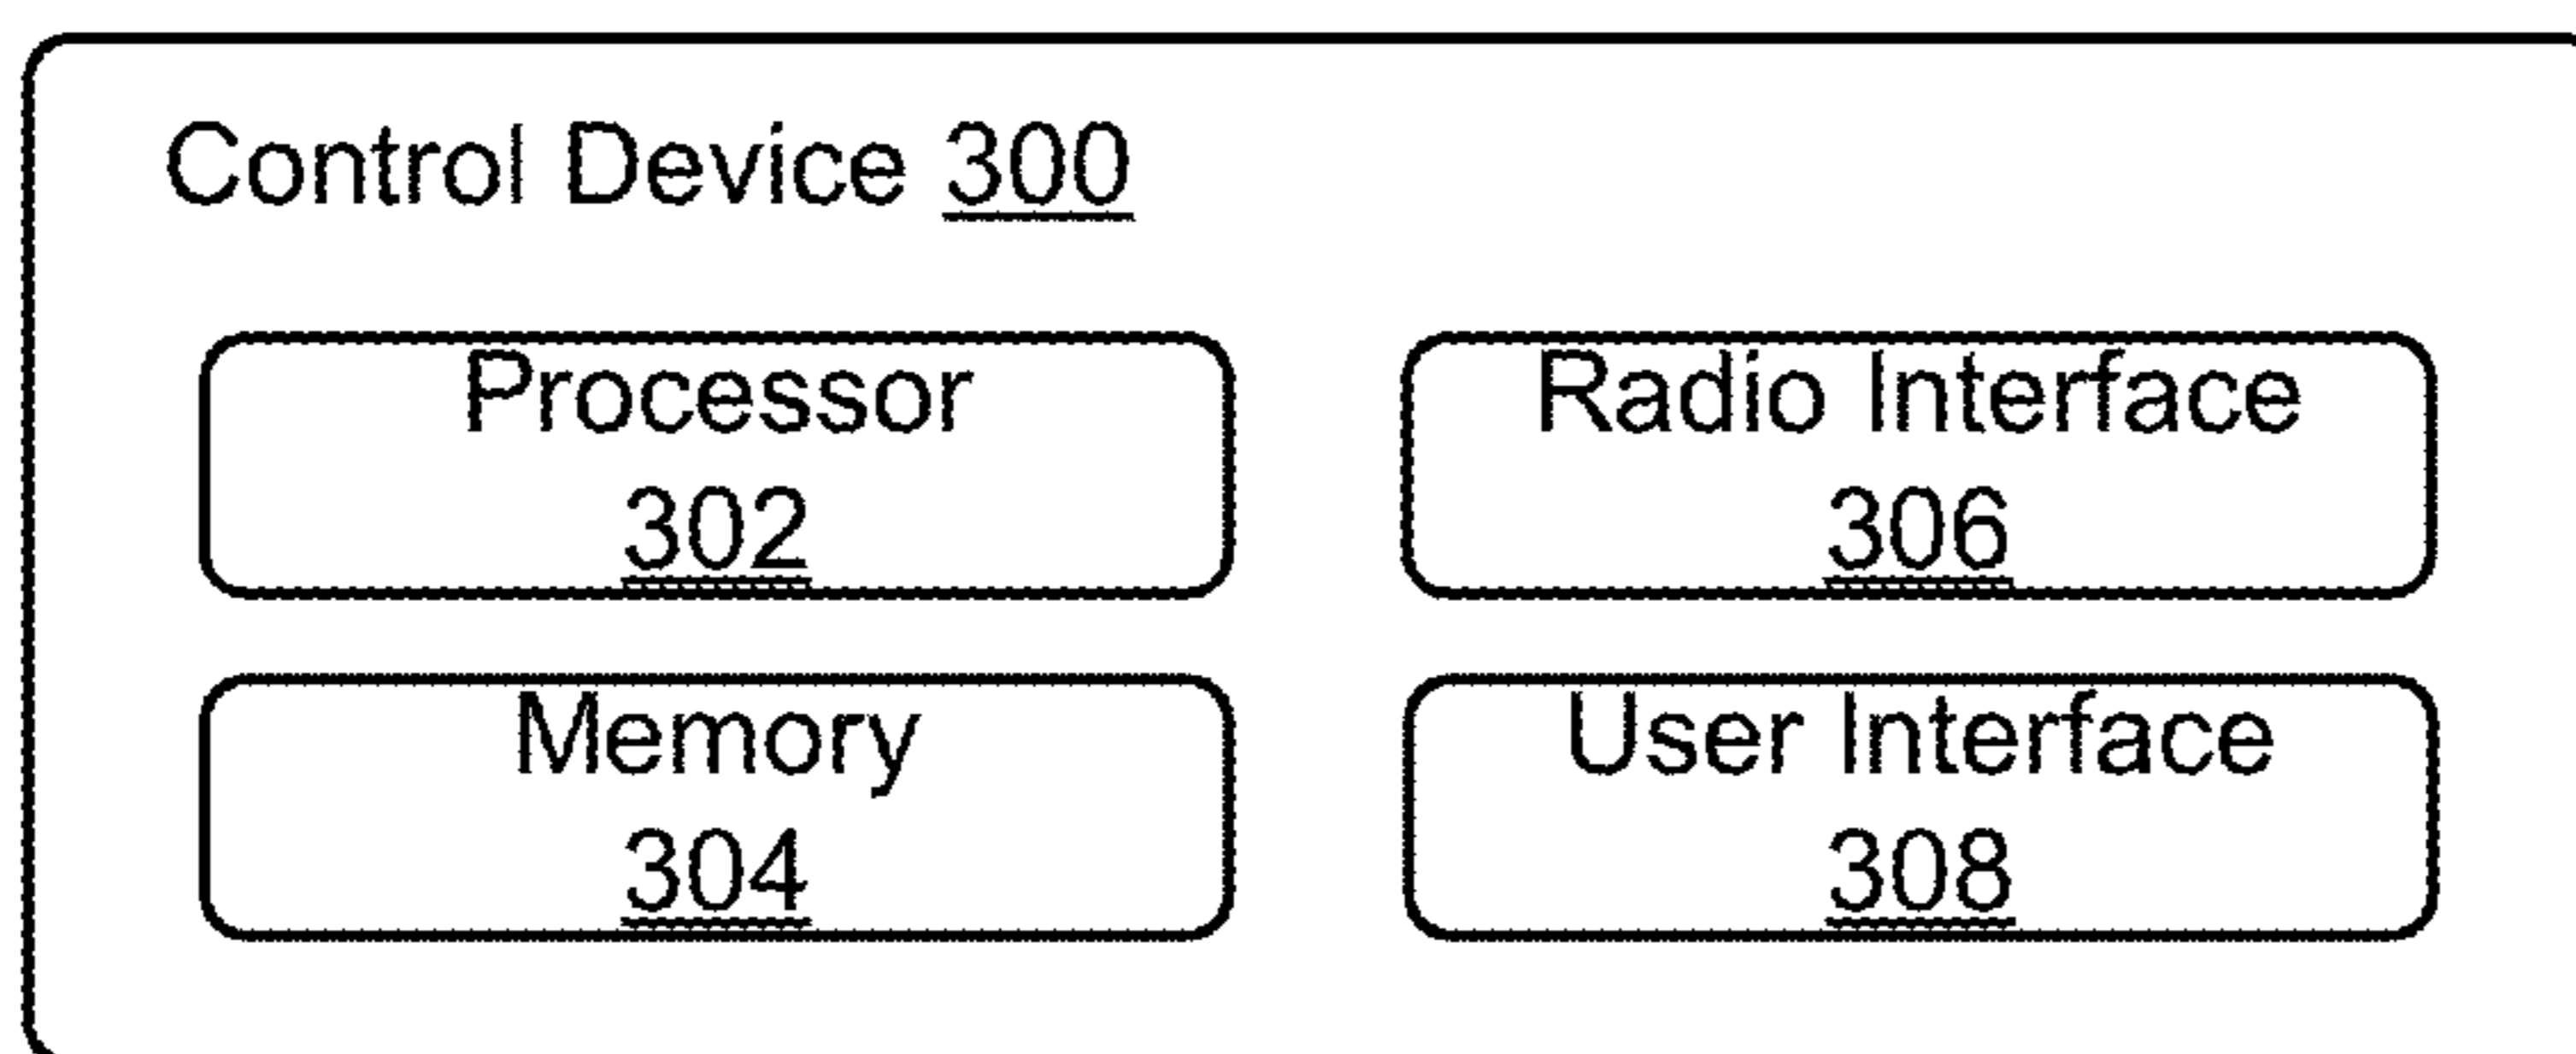 Control Device 300
Processor
302
Radio Interface
306
Memory
304
User Interface
308